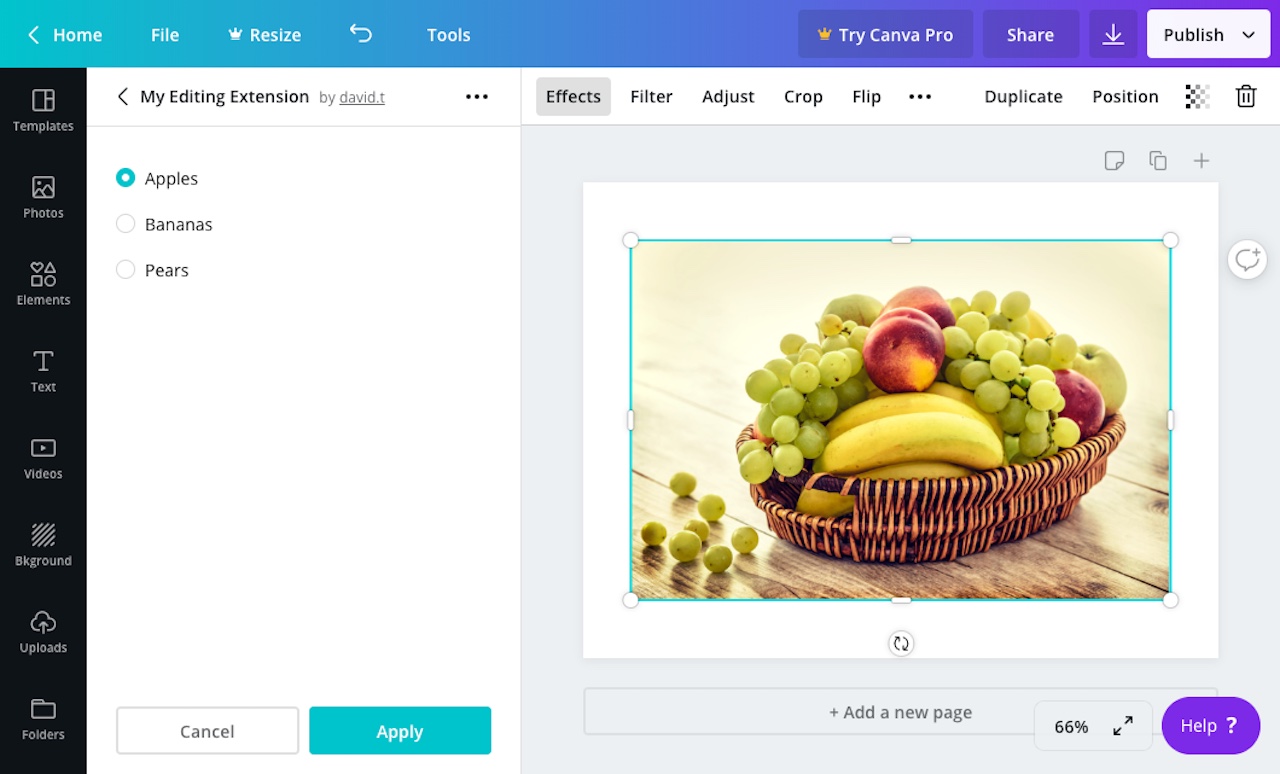 Home File Resize Tools Try Canva Pro Share Publish
My Editing Extension by david.t
Effects Filter Adjust Crop Flip Duplicate Position
Templates
Photos
Elements
Text
Videos
Bkground
Uploads
Folders
Apples
Bananas
Pears
Cancel Apply
+ Add a new page
66%
Help ?